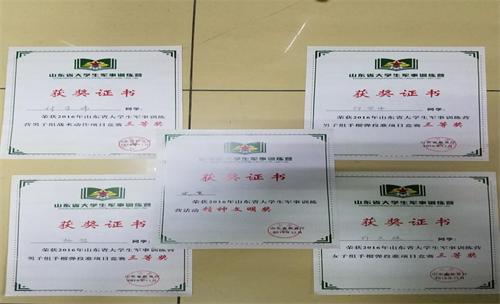 山东省大学生军事训练营
获奖证书
同学：
荣获2016年山东省大学生军事训练
营男子组战术动作项目竞赛三等奖
山东省大学生军事训练营
获奖证书
同学：
荣获2016年山东省大学生军事训练营
男子组手榴弹投准项目竞赛三等奖
获奖证书
荣获2016年山东省大学生军事训练
营活动精神文明奖
山东省大学生军事训练营
获奖证书
同学：
荣获2016年山东省大学生军事训练营
男子组手榴弹投准项目竞赛三等奖
山东省大学生军事训练营
获奖证书
同学：
荣获2016年山东省大学生军事训练营
女子组手榴弹投准项目竞赛三等奖